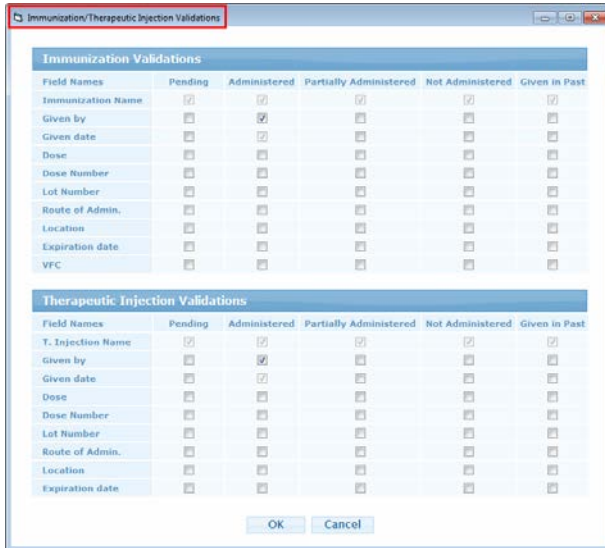 Immunization/Therapeutic Injection Validations
Immunization Validations
Field Names Pending Administered Partially Administered Not Administered Given in Past
Immunization Name
Given by
Given date
Dose
Dose Number
Lot Number
Route of Admin.
Location
Expiration date
VFC
Therapeutic Injection Validations
Field Names Pending Administered Partially Administered Not Administered Given in Past
T. Injection Name
Given by
Given date
Dose
Dose Number
Lot Number
Route of Admin.
Location
Expiration date
OK Cancel